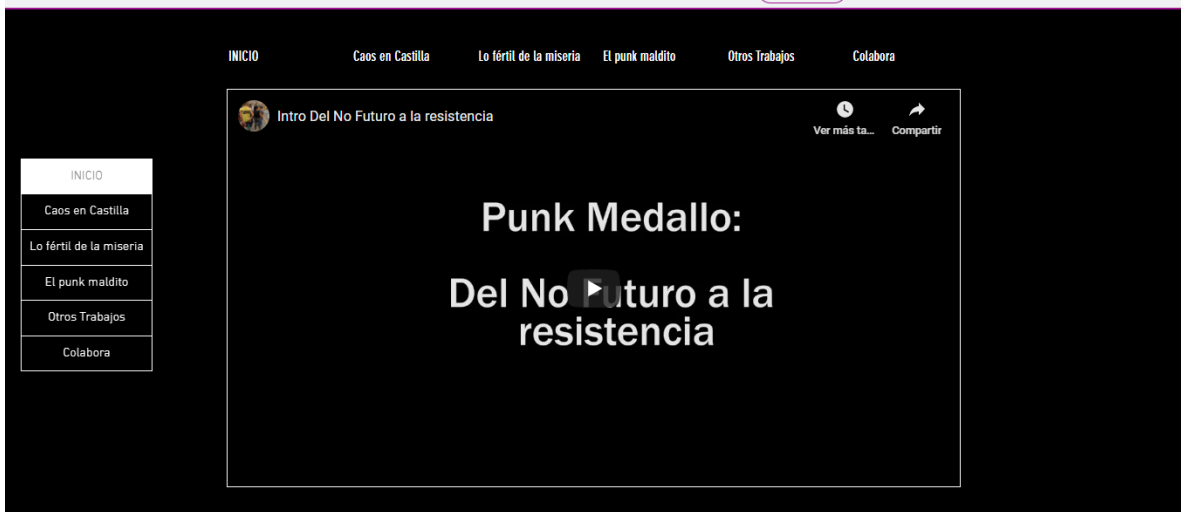 INICIO Caos en Castilla Lo fértil de la miseria El punk maldito Otros Trabajos Colabora
Intro Del No Futuro a la resistencia
Ver más ta... Compartir
INICIO
Caos en Castilla
Lo fértil de la miseria
El punk maldito
Otros Trabajos
Colabora
Punk Medallo:
Del No Futuro a la
resistencia